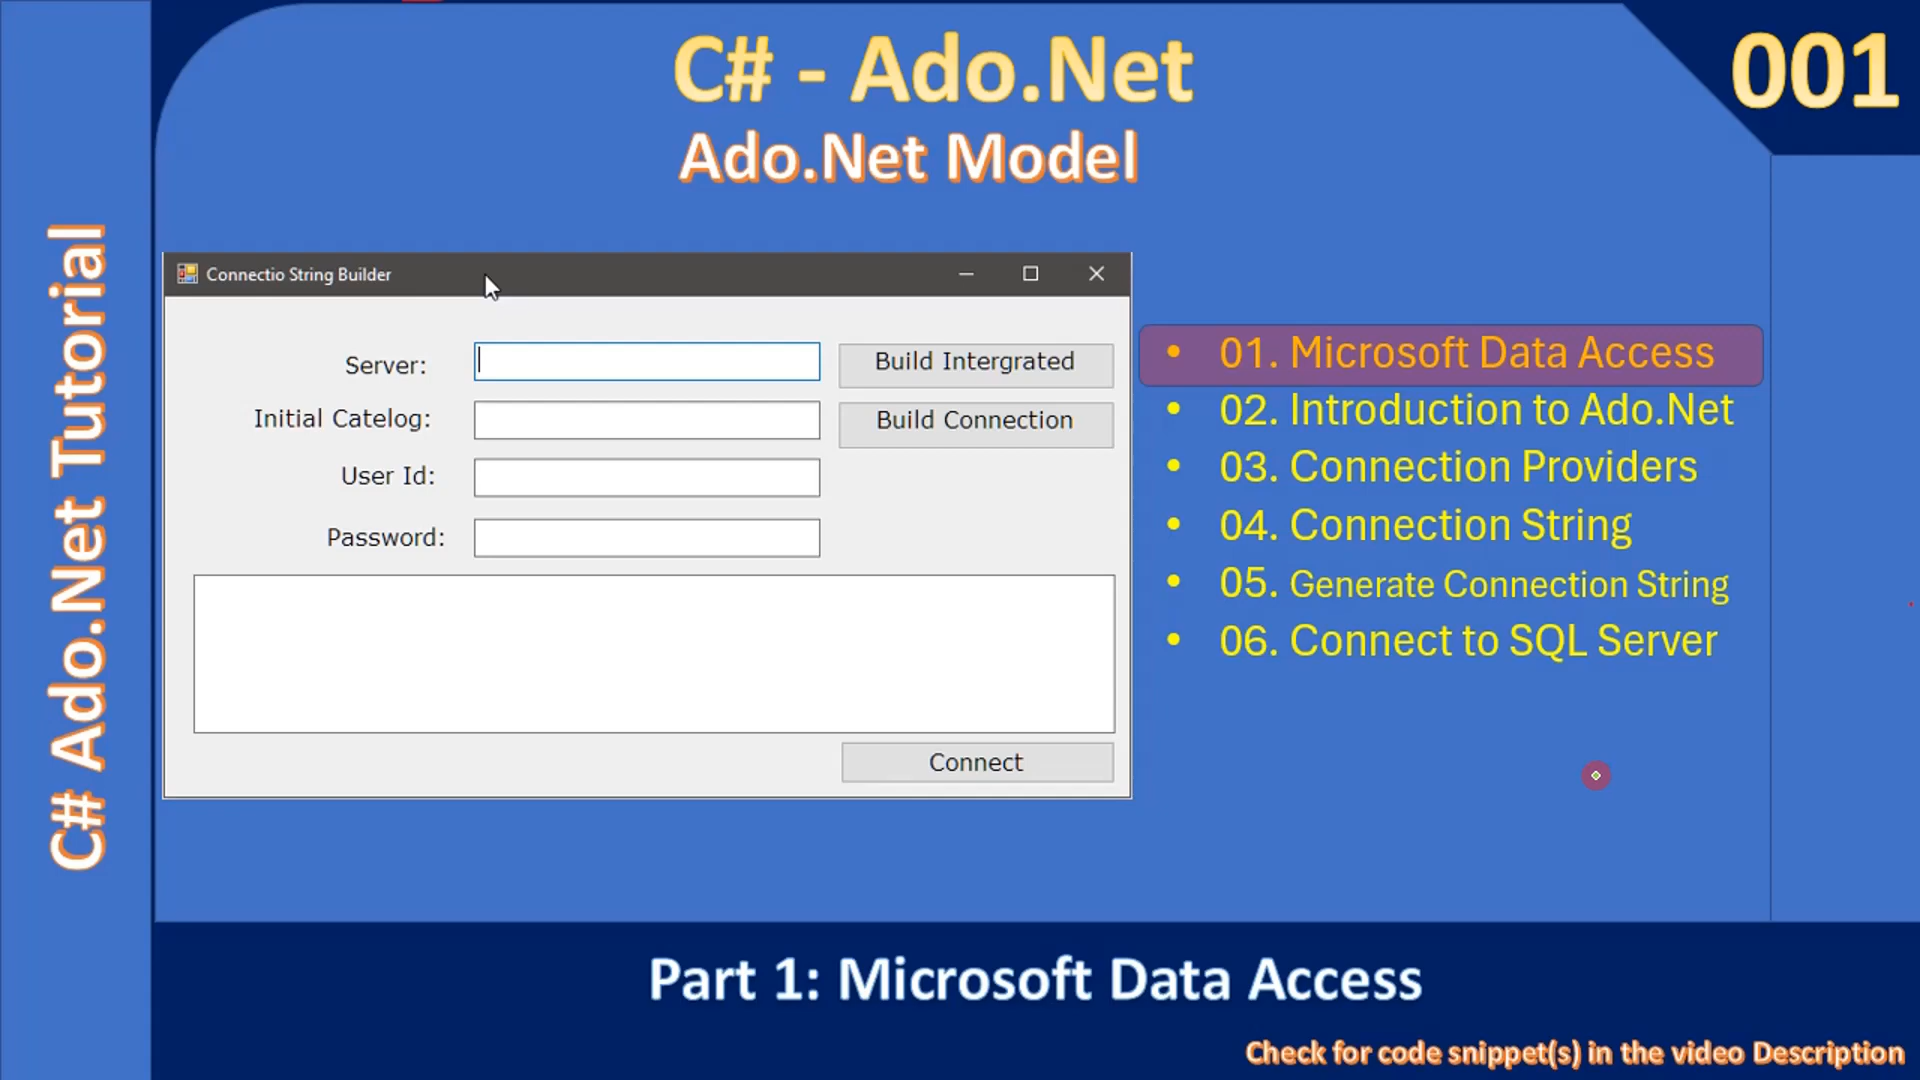 C# - Ado.Net
001
Ado.Net Model
C# Ado.Net Tutorial
Connectio String Builder
Server:
Build Intergrated
Initial Catelog:
Build Connection
User Id:
Password:
Connect
• 01. Microsoft Data Access
• 02. Introduction to Ado.Net
• 03. Connection Providers
• 04. Connection String
• 05. Generate Connection String
• 06. Connect to SQL Server
Part 1: Microsoft Data Access
Check for code snippet(s) in the video Description